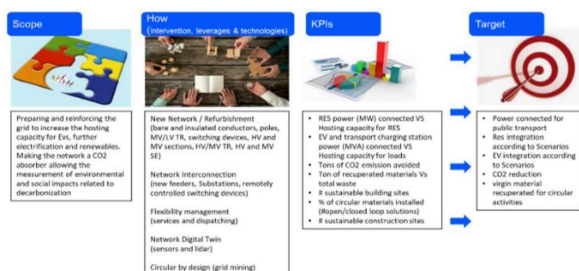 Scope
Preparing and reinforcing the
grid to increase the hosting
capacity for Evs, further
electrification and renewables.
Making the network a CO2
absorber allowing the
measurement of environmental
and social impacts related to
decarbonization
How
(Intervention, leverages & technologies)
New Network / Refurbishment
(bare and insulated conductors, poles,
MV/LV TR, switching devices, HV and
MV sections, HV/MV TR, HV and MV
SE)
Network Interconnection
(new feeders, Substations, remotely
controlled switching devices)
Flexibility management
(services and dispatching)
Network Digital Twin
(sensors and lidar)
Circular by design (grid mining)
KPIs
• RES power (MW) connected VS
Hosting capacity for RES
• EV and transport charging station
power (MVA) connected VS
Hosting capacity for loads
• Tons of CO2 emission avoided
• Ton of recuperated materials Vs
total waste
• # sustainable building sites
• % of circular materials installed
(#open/closed loop solutions)
• # sustainable construction sites
Target
• Power connected for
public transport
• Res integration
according to Scenarios
• EV integration according
to Scenarios
• CO2 reduction
• virgin material
recuperated for circular
activities